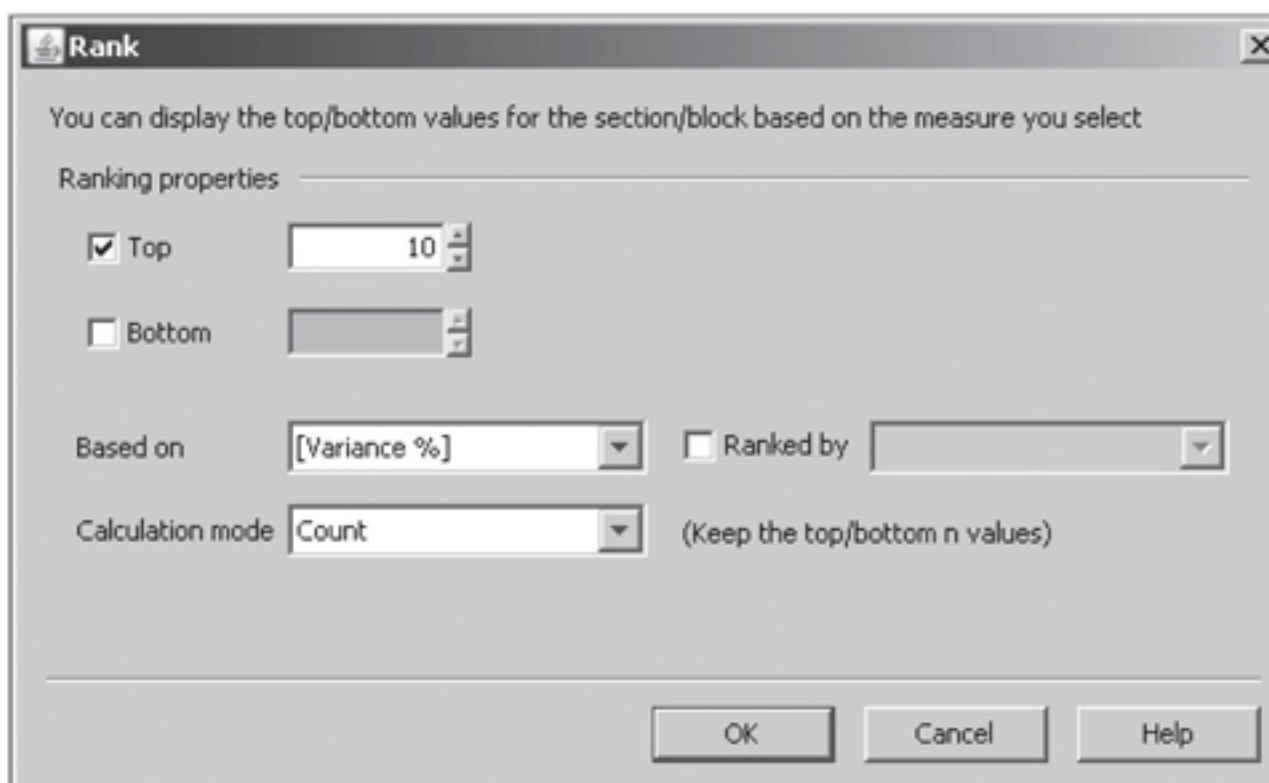 Rank
You can display the top/bottom values for the section/block based on the measure you select
Ranking properties
Top 10
Bottom
Based on [Variance %] Ranked by
Calculation mode Count (Keep the top/bottom n values)
OK Cancel Help